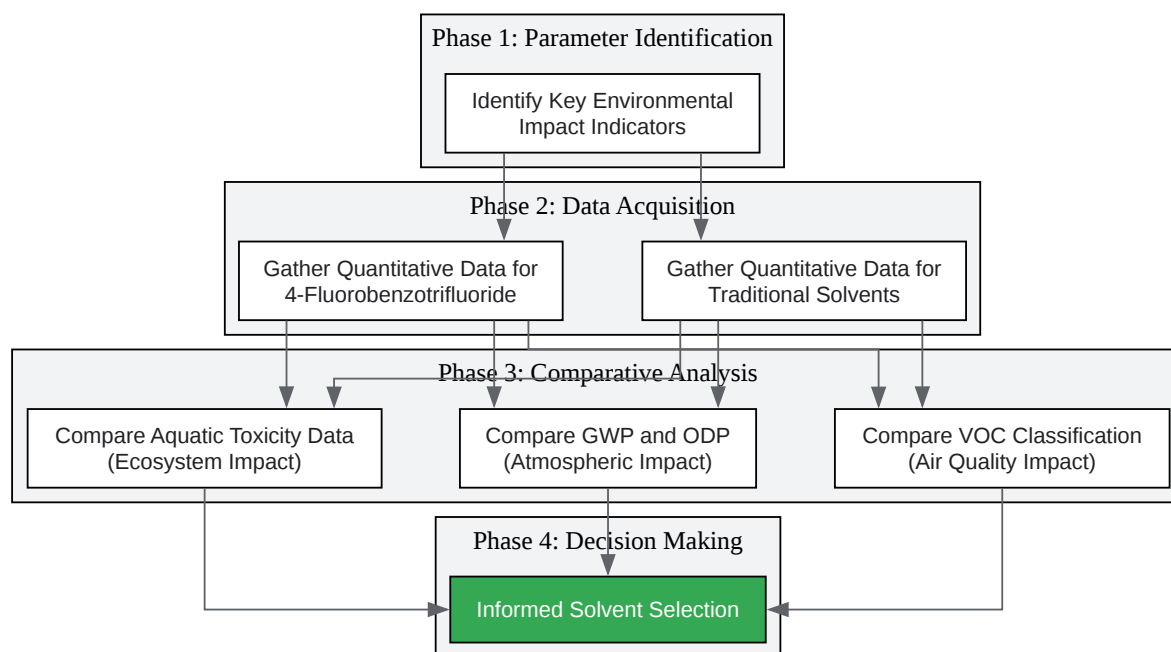 Phase 1: Parameter Identification
Identify Key Environmental
Impact Indicators
Phase 2: Data Acquisition
Gather Quantitative Data for
4-Fluorobenzotrifluoride
Gather Quantitative Data for
Traditional Solvents
Phase 3: Comparative Analysis
Compare Aquatic Toxicity Data
(Ecosystem Impact)
Compare GWP and ODP
(Atmospheric Impact)
Compare VOC Classification
(Air Quality Impact)
Phase 4: Decision Making
Informed Solvent Selection